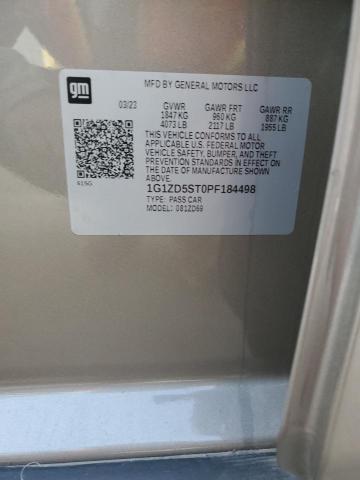 gm
MFD BY GENERAL MOTORS LLC
03/23 GVWR GAWR FRT GAWR RR
1847 KG 960 KG 887 KG
4073 LB 2117 LB 1955 LB
THIS VEHICLE CONFORMS TO ALL
APPLICABLE U.S. FEDERAL MOTOR
VEHICLE SAFETY, BUMPER, AND THEFT
PREVENTION STANDARDS IN EFFECT ON
THE DATE OF MANUFACTURE SHOWN
ABOVE.
1G1ZD5ST0PF184498
TYPE: PASS CAR
MODEL: 081ZD69